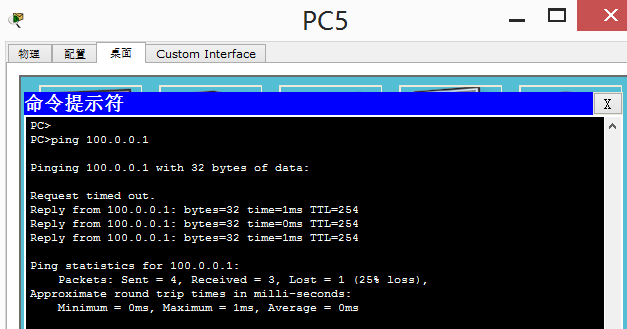 PC5
物理 配置 桌面 Custom Interface
命令提示符 X
PC>
PC>ping 100.0.0.1
Pinging 100.0.0.1 with 32 bytes of data:
Request timed out.
Reply from 100.0.0.1: bytes=32 time=1ms TTL=254
Reply from 100.0.0.1: bytes=32 time=0ms TTL=254
Reply from 100.0.0.1: bytes=32 time=1ms TTL=254
Ping statistics for 100.0.0.1:
Packets: Sent = 4, Received = 3, Lost = 1 (25% loss),
Approximate round trip times in milli-seconds:
Minimum = 0ms, Maximum = 1ms, Average = 0ms